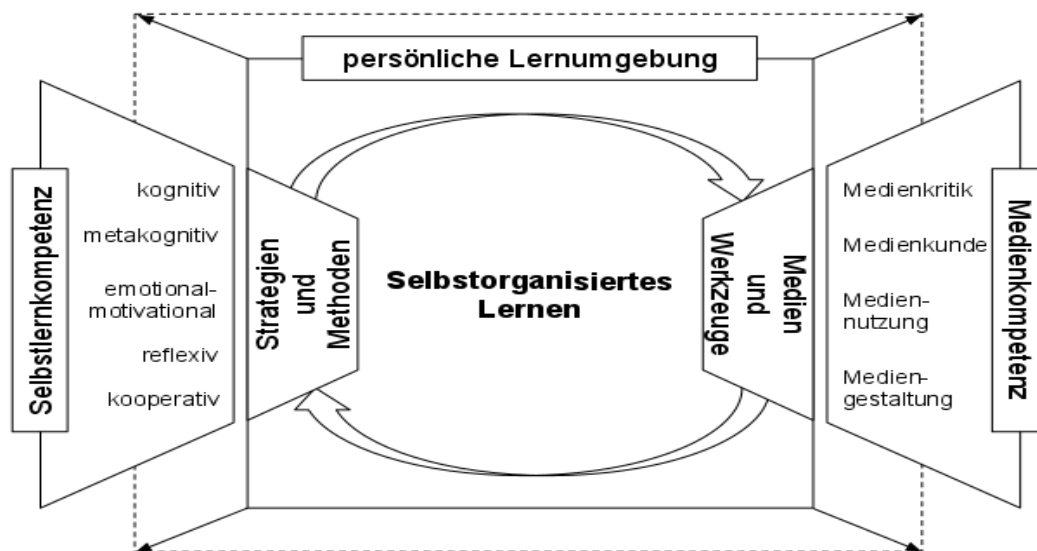 persönliche Lernumgebung
Selbstlernkompetenz
kognitiv
metakognitiv
emotional-
motivational
reflexiv
kooperativ
Strategien
und
Methoden
Selbstorganisiertes
Lernen
Medien
und
Werkzeuge
Medienkritik
Medienkunde
Medien-
nutzung
Medien-
gestaltung
Medienkompetenz